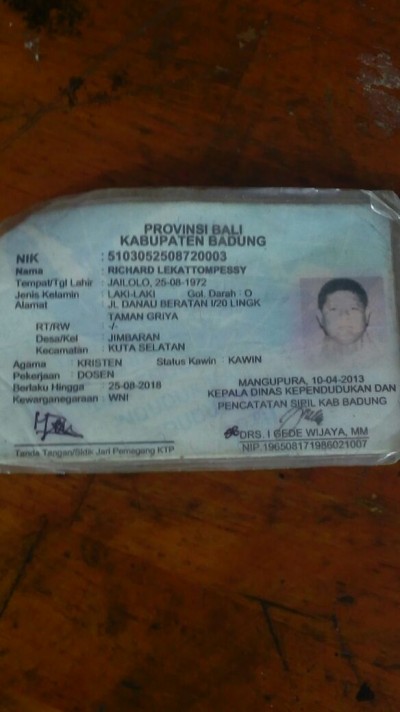 PROVINSI BALI
KABUPATEN BADUNG
NIK : 5103052508720003
Nama : RICHARD LEKATTOMPESSY
Tempat/Tgl Lahir : JAILOLO, 25-08-1972
Jenis Kelamin : LAKI-LAKI Gol. Darah : O
Alamat : JL DANAU BERATAN I/20 LINGK
TAMAN GRIYA
RT/RW : -/-
Desa/Kel : JIMBARAN
Kecamatan : KUTA SELATAN
Agama : KRISTEN Status Kawin : KAWIN
Pekerjaan : DOSEN
Berlaku Hingga : 25-08-2018
Kewarganegaraan : WNI
MANGUPURA, 10-04-2013
KEPALA DINAS KEPENDUDUKAN DAN
PENCATATAN SIPIL KAB BADUNG
DRS. I GEDE WIJAYA, MM
NIP. 196508171986021007
Tanda Tangan/Sidik Jari Pemegang KTP